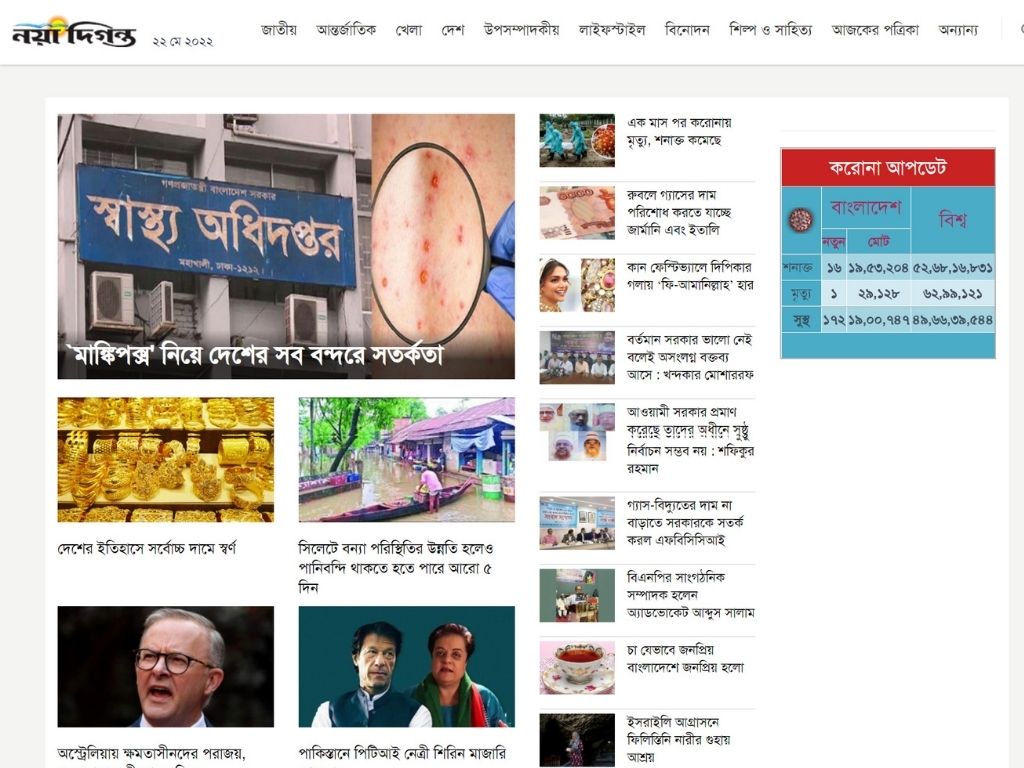 নয়া দিগন্ত
২২ মে ২০২২
জাতীয় আন্তর্জাতিক খেলা দেশ উপসম্পাদকীয় লাইফস্টাইল বিনোদন শিল্প ও সাহিত্য আজকের পত্রিকা অন্যান্য
গণপ্রজাতন্ত্রী বাংলাদেশ সরকার
স্বাস্থ্য অধিদপ্তর
মহাখালী, ঢাকা-১২১২।
`মাঙ্কিপক্স' নিয়ে দেশের সব বন্দরে সতর্কতা
দেশের ইতিহাসে সর্বোচ্চ দামে স্বর্ণ
সিলেটে বন্যা পরিস্থিতির উন্নতি হলেও
পানিবন্দি থাকতে হতে পারে আরো ৫
দিন
অস্ট্রেলিয়ায় ক্ষমতাসীনদের পরাজয়,
পাকিস্তানে পিটিআই নেত্রী শিরিন মাজারি
এক মাস পর করোনায়
মৃত্যু, শনাক্ত কমেছে
রুবলে গ্যাসের দাম
পরিশোধ করতে যাচ্ছে
জার্মানি এবং ইতালি
কান ফেস্টিভ্যালে দিপিকার
গলায় ‘ফি-আমানিল্লাহ’ হার
বর্তমান সরকার ভালো নেই
বলেই অসংলগ্ন বক্তব্য
আসে : খন্দকার মোশাররফ
আওয়ামী সরকার প্রমাণ
করেছে তাদের অধীনে সুষ্ঠু
নির্বাচন সম্ভব নয় : শফিকুর
রহমান
গ্যাস-বিদ্যুতের দাম না
বাড়াতে সরকারকে সতর্ক
করল এফবিসিসিআই
বিএনপির সাংগঠনিক
সম্পাদক হলেন
অ্যাডভোকেট আব্দুস সালাম
চা যেভাবে জনপ্রিয়
বাংলাদেশে জনপ্রিয় হলো
ইসরাইলি আগ্রাসনে
ফিলিস্তিনি নারীর গুহায়
আশ্রয়
করোনা আপডেট
বাংলাদেশ বিশ্ব
নতুন মোট
শনাক্ত ১৬ ১৯,৫৩,২০৪ ৫২,৬৮,১৬,৮৩১
মৃত্যু ১ ২৯,১২৮ ৬২,৯৯,১২১
সুস্থ ১৭২ ১৯,০০,৭৪৭ ৪৯,৬৬,৩৯,৫৪৪